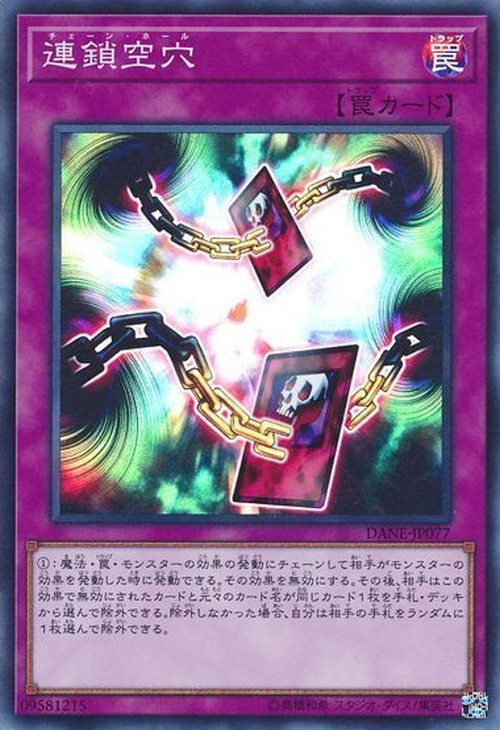 チェーン・ホール
連鎖空穴
トラップ
罠
トラップ
【罠カード】
DANE-JP077
①：魔法・罠・モンスターの効果の発動にチェーンして相手がモンスターの
効果を発動した時に発動できる。その効果を無効にする。その後、相手はこの
効果で無効にされたカードと元々のカード名が同じカード1枚を手札・デッキ
から選んで除外できる。除外しなかった場合、自分は相手の手札をランダムに
1枚選んで除外できる。
09581215
©高橋和希 スタジオ・ダイス/集英社